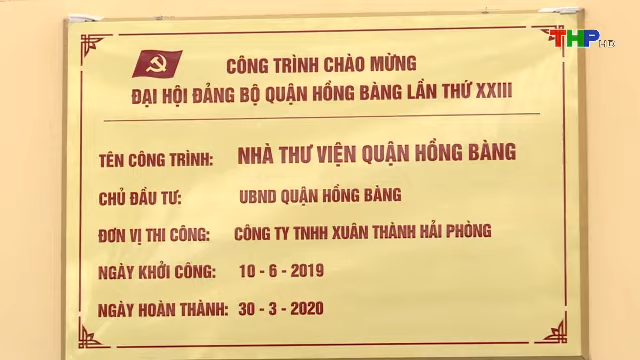 THP HD
CÔNG TRÌNH CHÀO MỪNG
ĐẠI HỘI ĐẢNG BỘ QUẬN HỒNG BÀNG LẦN THỨ XXIII
TÊN CÔNG TRÌNH: NHÀ THƯ VIỆN QUẬN HỒNG BÀNG
CHỦ ĐẦU TƯ: UBND QUẬN HỒNG BÀNG
ĐƠN VỊ THI CÔNG: CÔNG TY TNHH XUÂN THÀNH HẢI PHÒNG
NGÀY KHỞI CÔNG: 10 - 6 - 2019
NGÀY HOÀN THÀNH: 30 - 3 - 2020